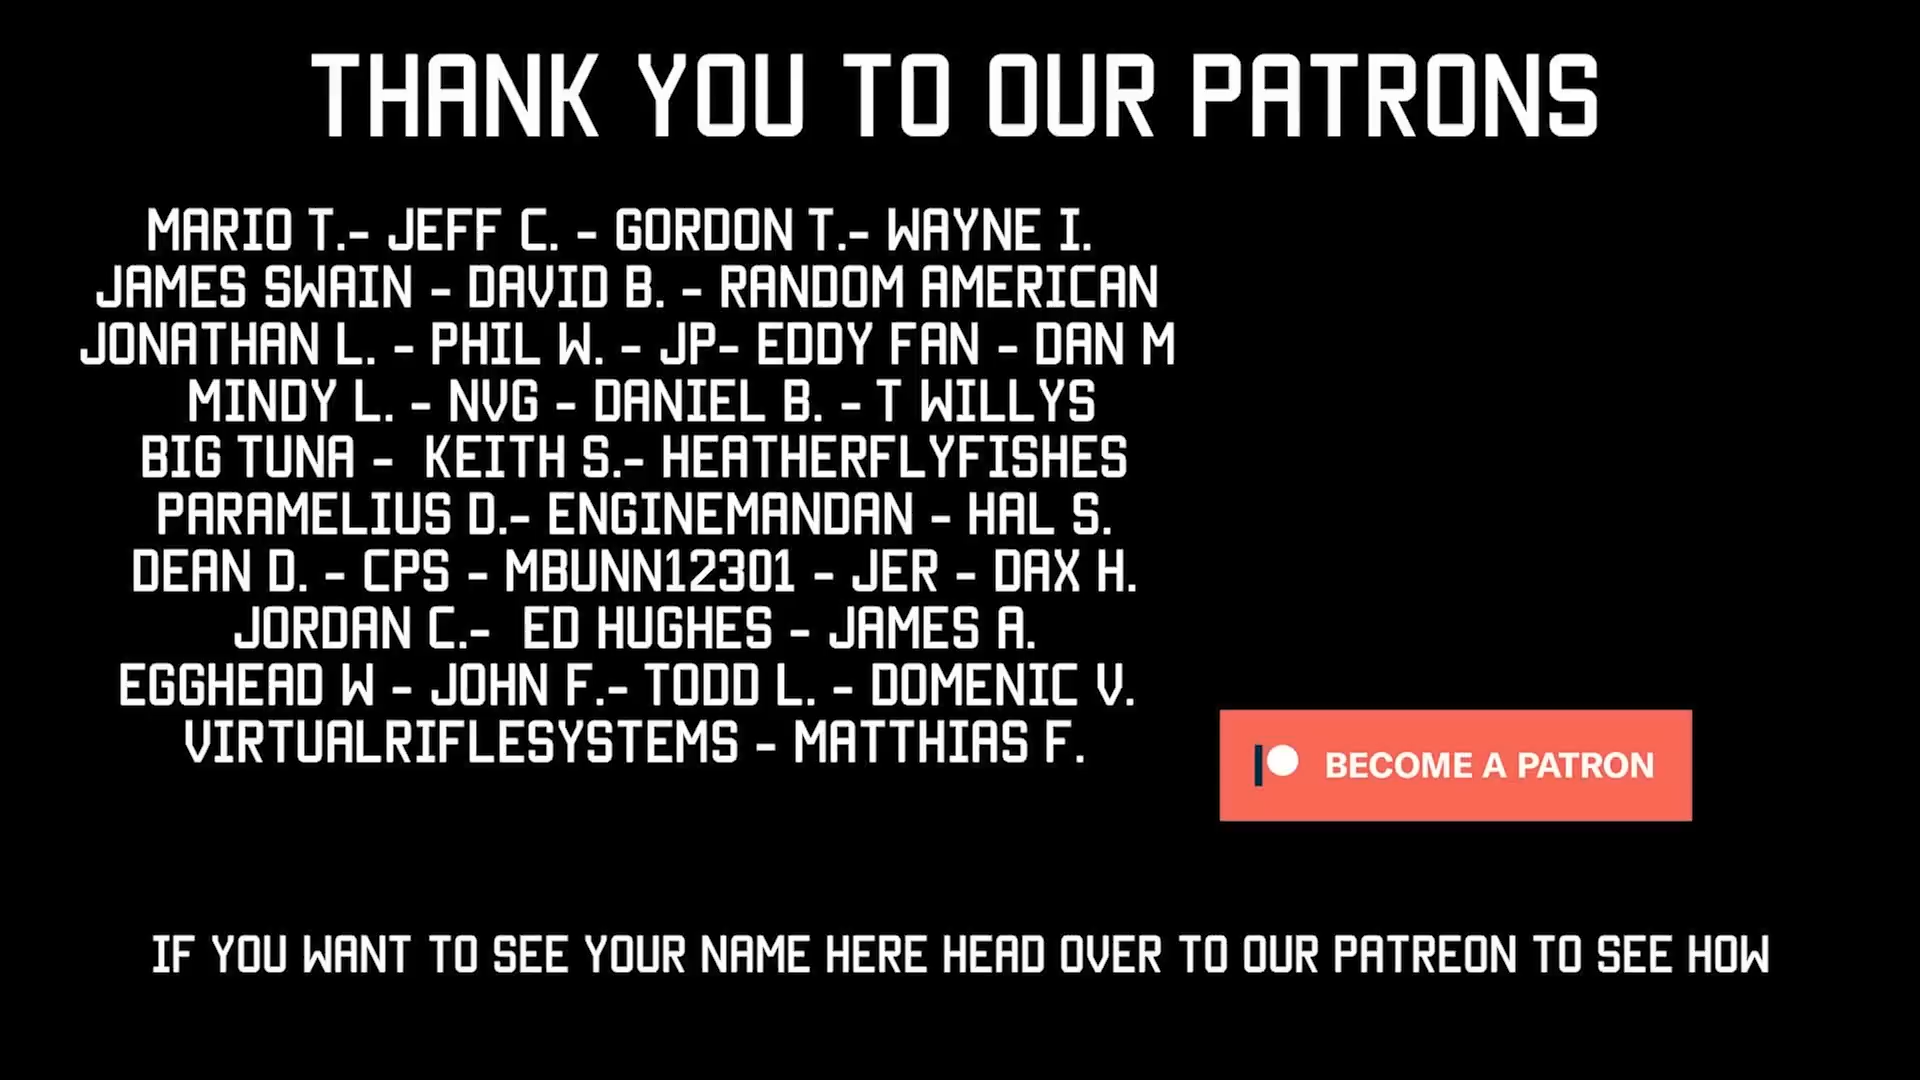 THANK YOU TO OUR PATRONS
MARIO T.- JEFF C. - GORDON T.- WAYNE I.
JAMES SWAIN - DAVID B. - RANDOM AMERICAN
JONATHAN L. - PHIL W. - JP- EDDY FAN - DAN M
MINDY L. - NVG - DANIEL B. - T WILLYS
BIG TUNA - KEITH S.- HEATHERFLYFISHES
PARAMELIUS D.- ENGINEMANDAN - HAL S.
DEAN D. - CPS - MBUNN12301 - JER - DAX H.
JORDAN C.- ED HUGHES - JAMES A.
EGGHEAD W - JOHN F.- TODD L. - DOMENIC V.
VIRTUALRIFLESYSTEMS - MATTHIAS F.
BECOME A PATRON
IF YOU WANT TO SEE YOUR NAME HERE HEAD OVER TO OUR PATREON TO SEE HOW